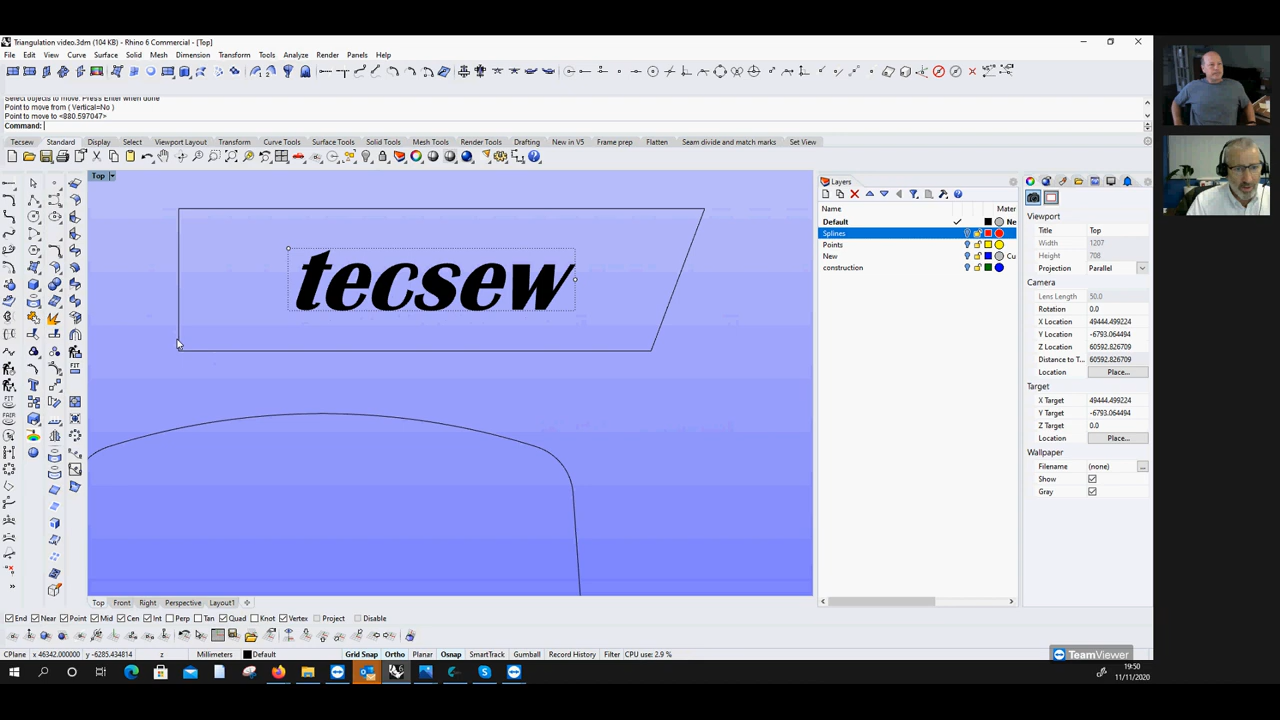 Triangulation video.3dm (104 KB) - Rhino 6 Commercial - [Top]
File Edit View Curve Surface Solid Mesh Dimension Transform Tools Analyze Render Panels Help
Select objects to move. Press Enter when done
Point to move from ( Vertical=No )
Point to move to <880.597047>
Command:
Tecsew Standard Display Select Viewport Layout Transform Curve Tools Surface Tools Solid Tools Mesh Tools Render Tools Drafting New in V5 Frame prep Flatten Seam divide and match marks Set View
Top
tecsew
Layers
Name Mater
Default Ne
Splines
Points
New Cu
construction
Viewport
Title Top
Width 1207
Height 708
Projection Parallel
Camera
Lens Length 50.0
Rotation 0.0
X Location 49444.499224
Y Location -6793.064494
Z Location 60592.826709
Distance to T... 60592.826709
Location Place...
Target
X Target 49444.499224
Y Target -6793.064494
Z Target 0.0
Location Place...
Wallpaper
Filename (none) ...
Show
Gray
FIT
FIT
FAIR
Top Front Right Perspective Layout1
End Near Point Mid Cen Int Perp Tan Quad Knot Vertex Project Disable
CPlane x 46342.000000 y -6285.434814 z Millimeters Default Grid Snap Ortho Planar Osnap SmartTrack Gumball Record History Filter CPU use: 2.9 %
TeamViewer
19:50
11/11/2020